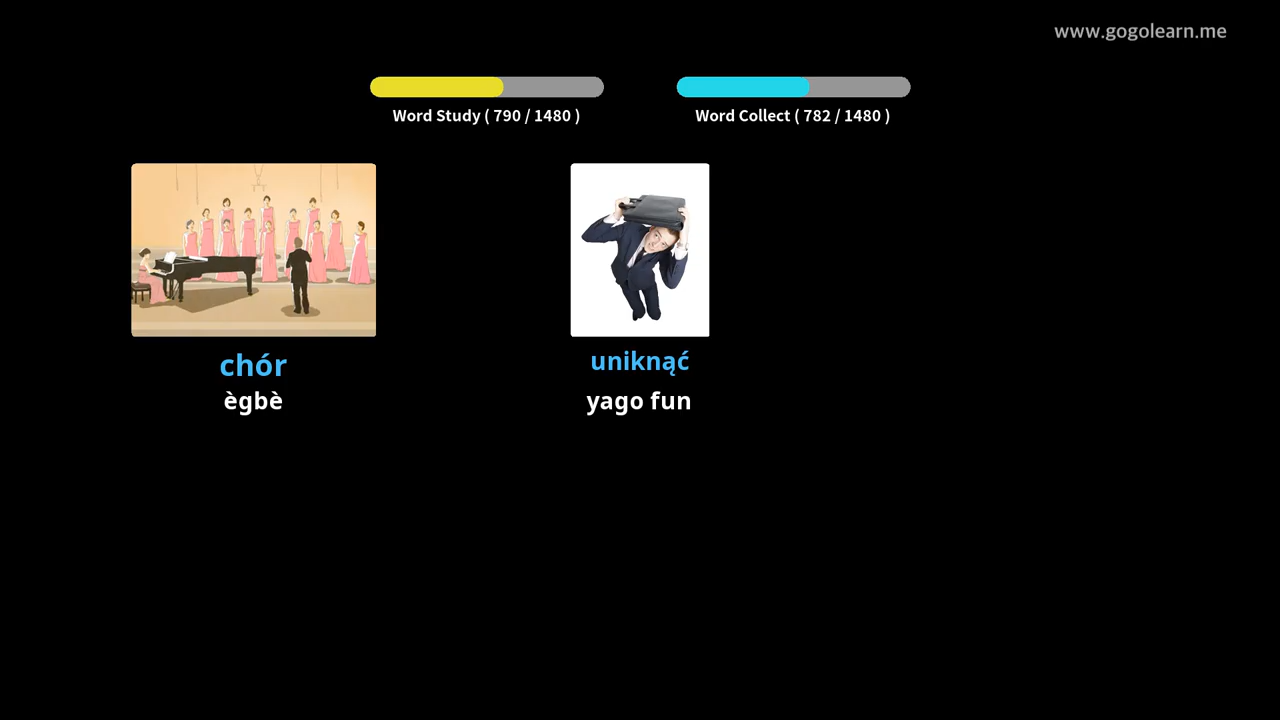 www.gogolearn.me
Word Study ( 790 / 1480 )
Word Collect ( 782 / 1480 )
chór
ègbè
uniknąć
yago fun